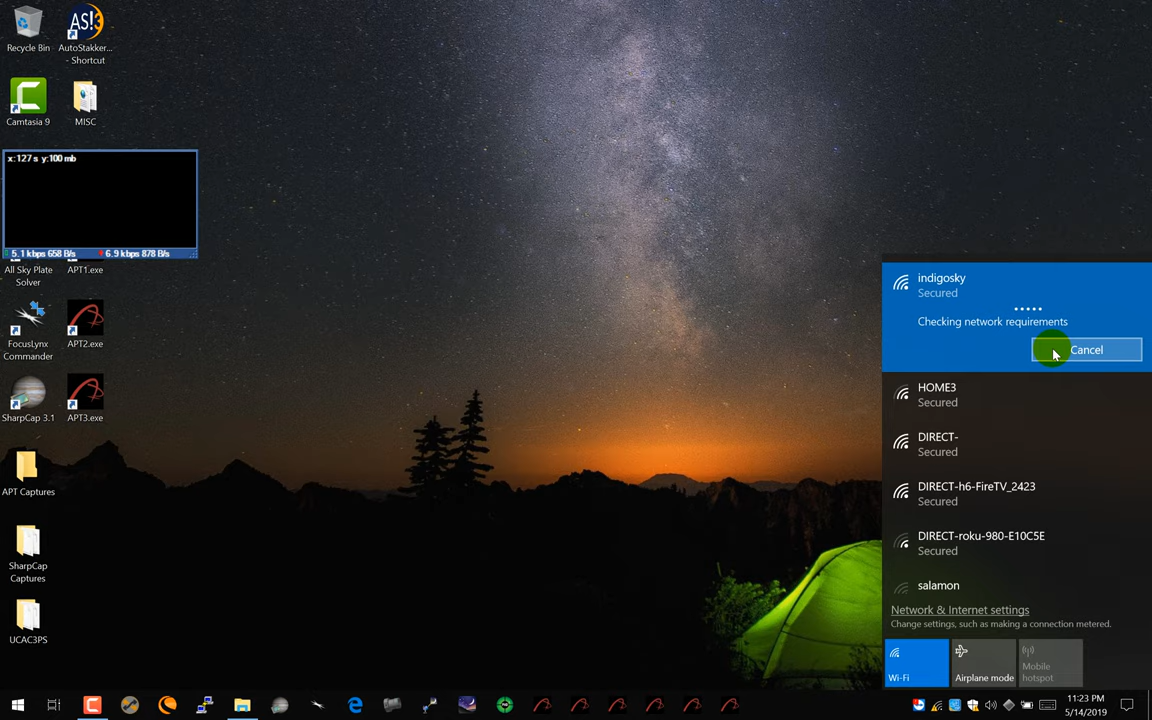 Recycle Bin
AS!3
AutoStakker...
- Shortcut
Camtasia 9
MISC
x:127 s y:100 mb
5.1 kbps 658 B/s
6.9 kbps 878 B/s
All Sky Plate
Solver
APT1.exe
FocusLynx
Commander
APT2.exe
SharpCap 3.1
APT3.exe
APT Captures
SharpCap
Captures
UCAC3PS
indigosky
Secured
Checking network requirements
Cancel
HOME3
Secured
DIRECT-
Secured
DIRECT-h6-FireTV_2423
Secured
DIRECT-roku-980-E10C5E
Secured
salamon
Network & Internet settings
Change settings, such as making a connection metered.
Wi-Fi
Airplane mode
Mobile
hotspot
11:23 PM
5/14/2019